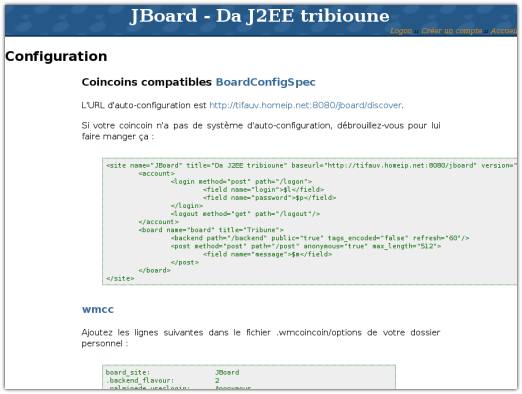 JBoard - Da J2EE tribioune
Logon :: Créer un compte :: Accueil
Configuration
Coincoins compatibles BoardConfigSpec
L'URL d'auto-configuration est http://tifauv.homeip.net:8080/jboard/discover.
Si votre coincoin n'a pas de système d'auto-configuration, débrouillez-vous pour lui
faire manger ça :
<site name="JBoard" title="Da J2EE tribioune" baseurl="http://tifauv.homeip.net:8080/jboard" version="
<account>
<login method="post" path="/logon">
<field name="login">$l</field>
<field name="password">$p</field>
</login>
<logout method="get" path="/logout"/>
</account>
<board name="board" title="Tribune">
<backend path="/backend" public="true" tags_encoded="false" refresh="60"/>
<post method="post" path="/post" anonymous="true" max_length="512">
<field name="message">$m</field>
</post>
</board>
</site>
wmcc
Ajoutez les lignes suivantes dans le fichier .wmcoincoin/options de votre dossier
personnel :
board_site: JBoard
.backend_flavour: 2
.palmipede.userlogin: Anonymous